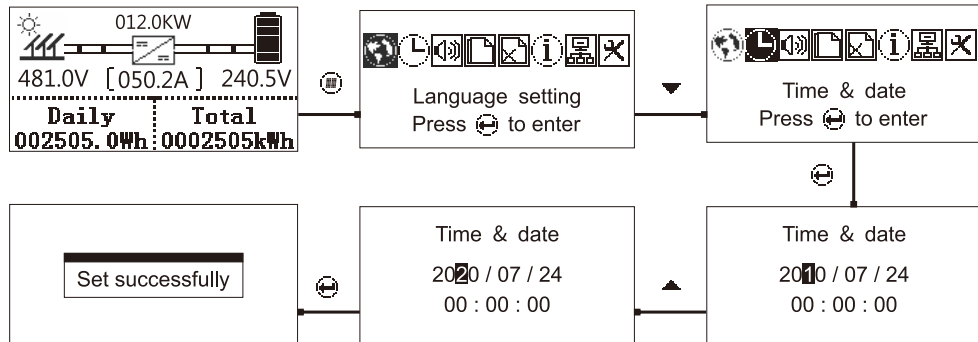 012.0KW
481.0V [050.2A] 240.5V
Daily Total
002505.0Wh 0002505kWh
Language setting
Press to enter
Time & date
Press to enter
Time & date
2010 / 07 / 24
00 : 00 : 00
Time & date
2020 / 07 / 24
00 : 00 : 00
Set successfully